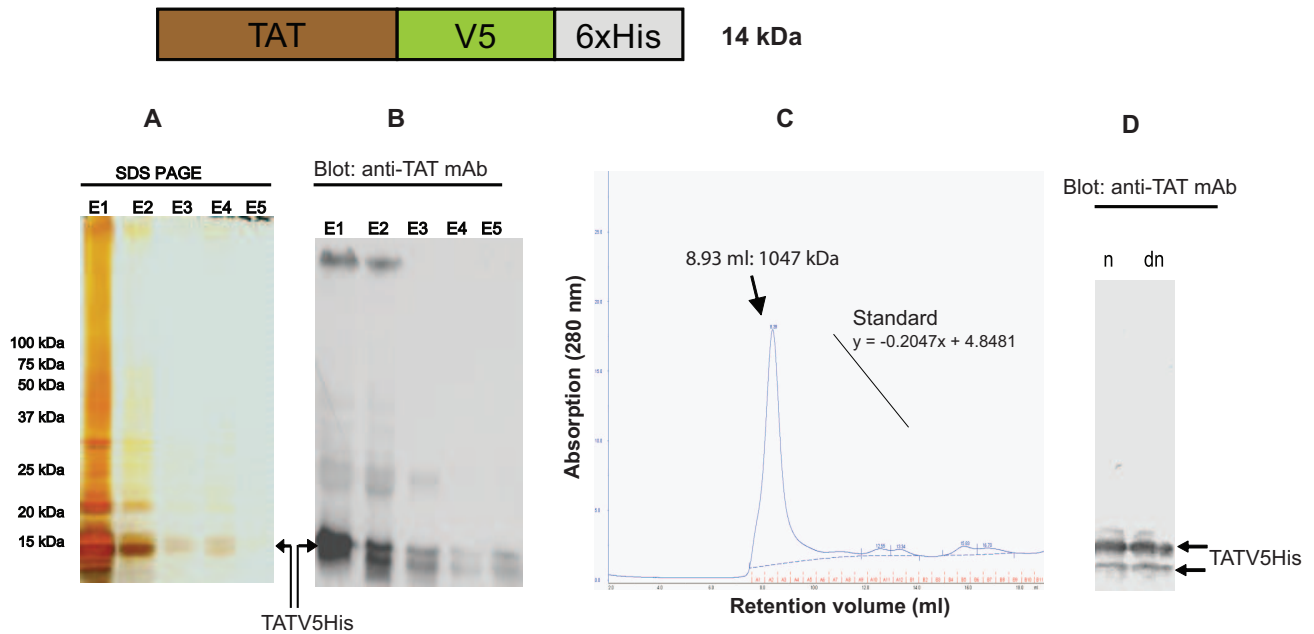 TAT V5 6xHis 14 kDa
A
SDS PAGE
E1 E2 E3 E4 E5
100 kDa
75 kDa
50 kDa
37 kDa
25 kDa
20 kDa
15 kDa
B
Blot: anti-TAT mAb
E1 E2 E3 E4 E5
TATV5His
C
Absorption (280 nm)
8.93 ml: 1047 kDa
Standard
y = -0.2047x + 4.8481
Retention volume (ml)
D
Blot: anti-TAT mAb
n dn
TATV5His